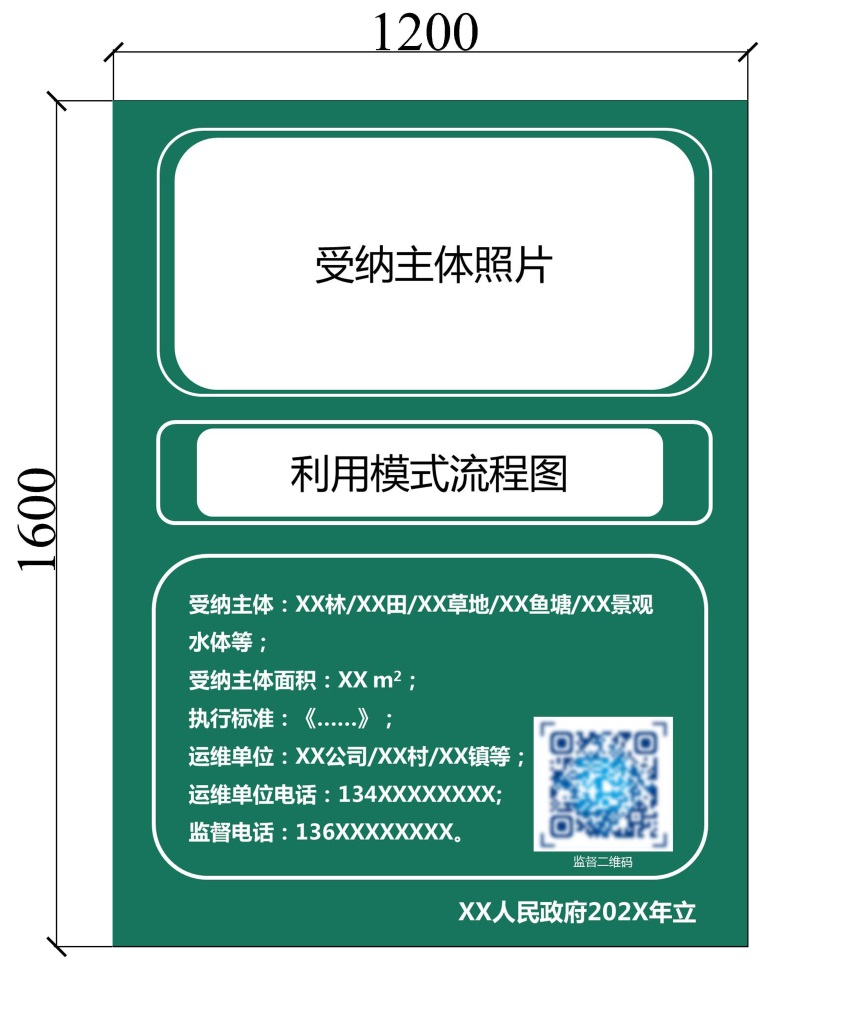 1200
1600
受纳主体照片
利用模式流程图
受纳主体：XX林/XX田/XX草地/XX鱼塘/XX景观
水体等；
受纳主体面积：XX m²；
执行标准：《……》；
运维单位：XX公司/XX村/XX镇等；
运维单位电话：134XXXXXXXX;
监督电话：136XXXXXXXX。
监督二维码
XX人民政府202X年立